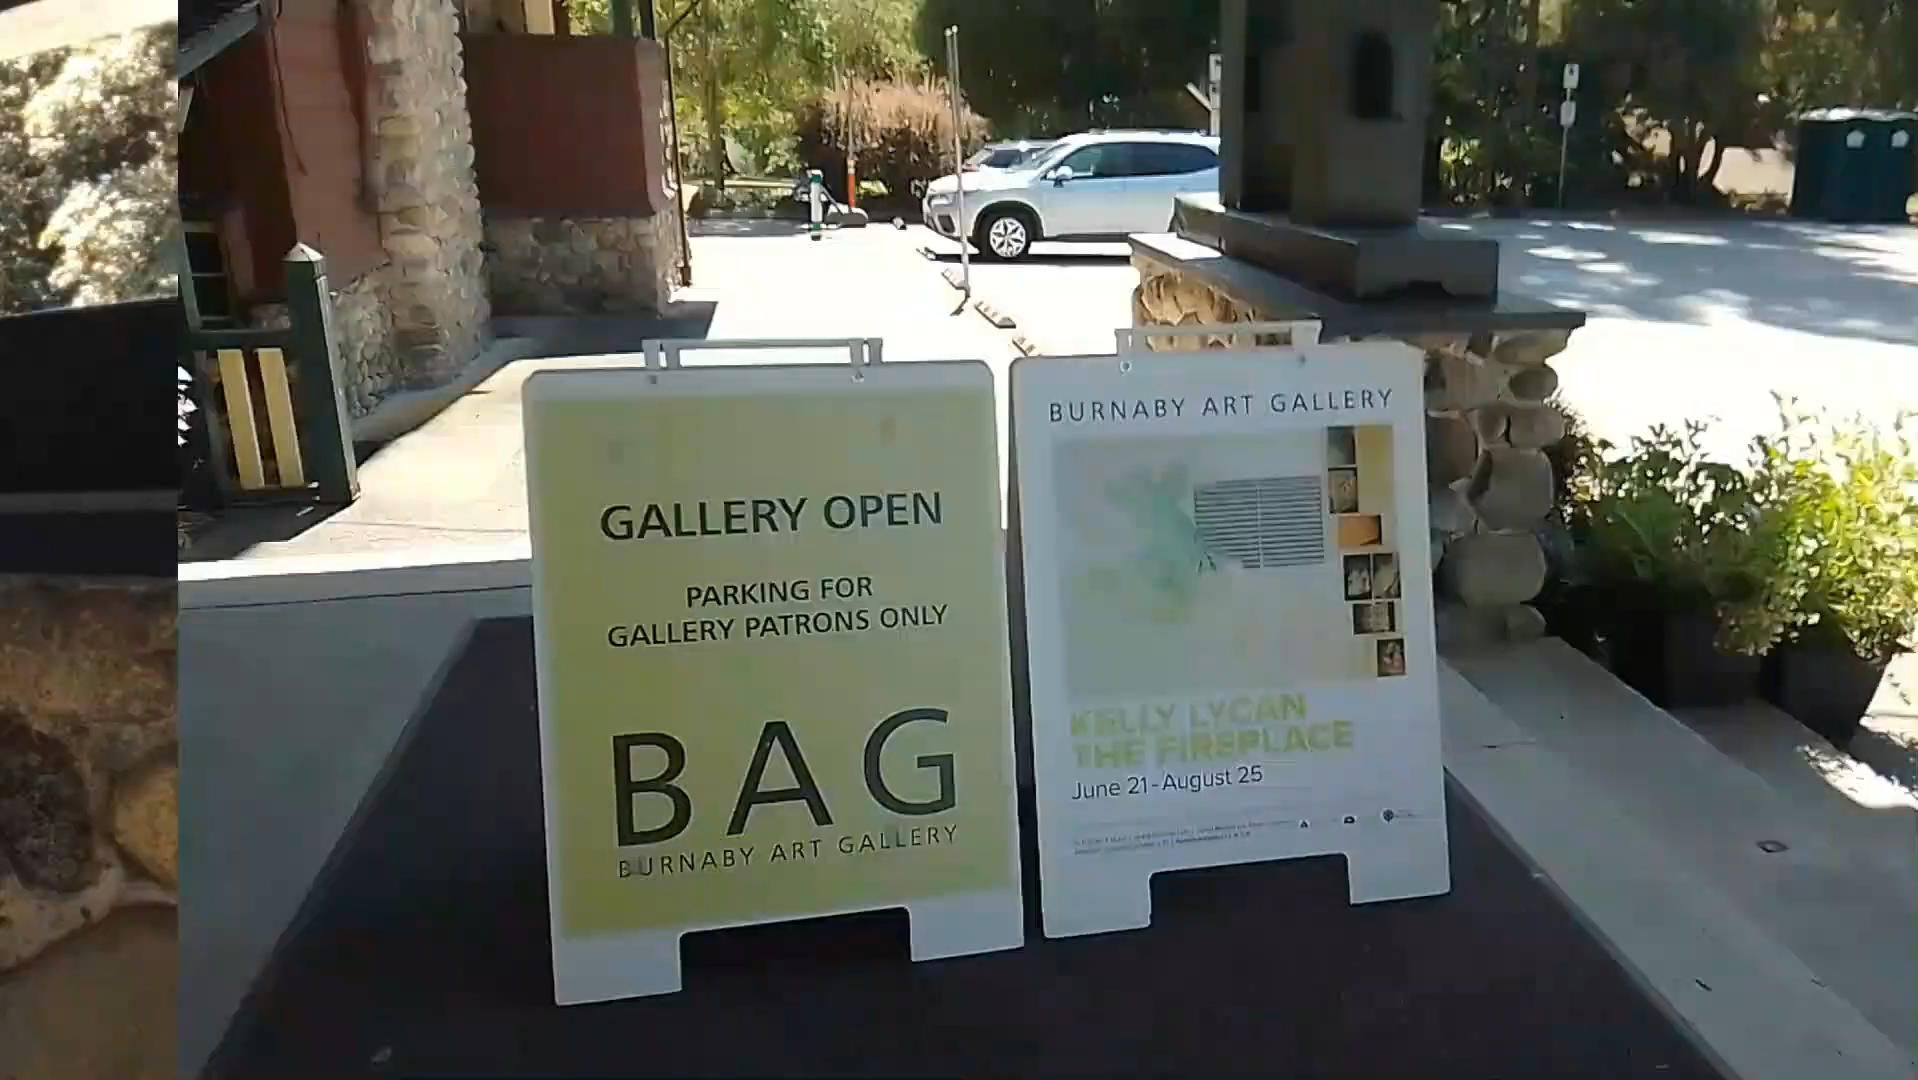 GALLERY OPEN
PARKING FOR
GALLERY PATRONS ONLY
BAG
BURNABY ART GALLERY
BURNABY ART GALLERY
KELLY LYCAN
THE FIREPLACE
June 21-August 25